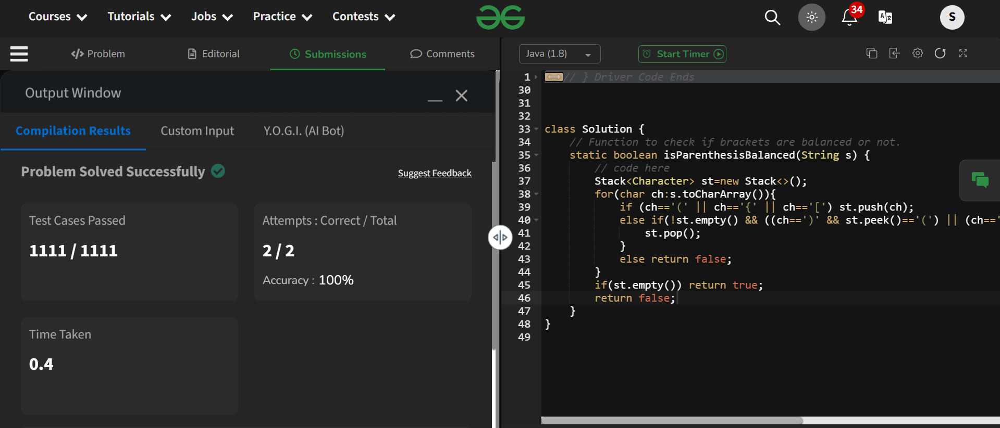 Courses Tutorials Jobs Practice Contests 34 S
Problem Editorial Submissions Comments
Java (1.8) Start Timer
Output Window
Compilation Results Custom Input Y.O.G.I. (AI Bot)
Problem Solved Successfully Suggest Feedback
Test Cases Passed
1111 / 1111
Attempts : Correct / Total
2 / 2
Accuracy : 100%
Time Taken
0.4
1 // } Driver Code Ends
30
31
32
33 class Solution {
34 // Function to check if brackets are balanced or not.
35 static boolean isParenthesisBalanced(String s) {
36 // code here
37 Stack<Character> st=new Stack<>();
38 for(char ch:s.toCharArray()){
39 if (ch=='(' || ch=='{' || ch=='[') st.push(ch);
40 else if(!st.empty() && ((ch==')' && st.peek()=='(') || (ch=='
41 st.pop();
42 }
43 else return false;
44 }
45 if(st.empty()) return true;
46 return false;
47 }
48 }
49